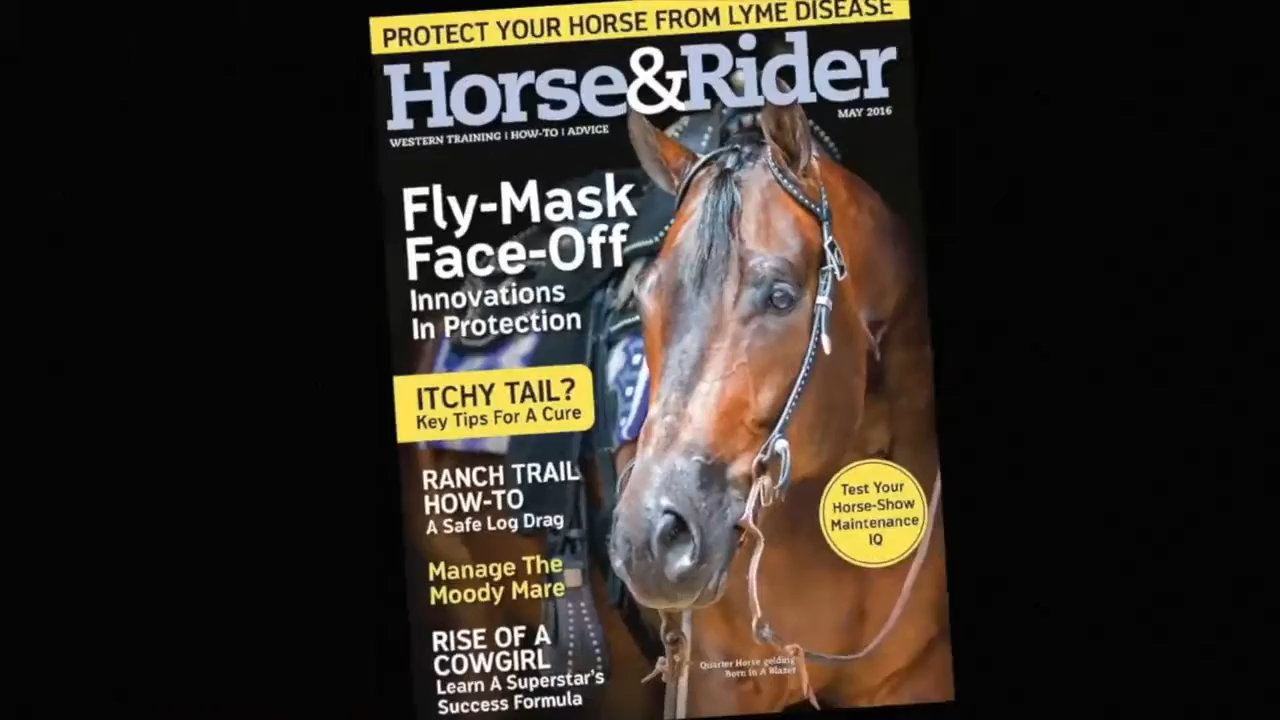 PROTECT YOUR HORSE FROM LYME DISEASE
Horse&Rider
MAY 2016
WESTERN TRAINING | HOW-TO | ADVICE
Fly-Mask
Face-Off
Innovations
In Protection
ITCHY TAIL?
Key Tips For A Cure
RANCH TRAIL
HOW-TO
A Safe Log Drag
Manage The
Moody Mare
RISE OF A
COWGIRL
Learn A Superstar's
Success Formula
Test Your
Horse-Show
Maintenance
IQ
Quarter Horse gelding
Born In A Blazer